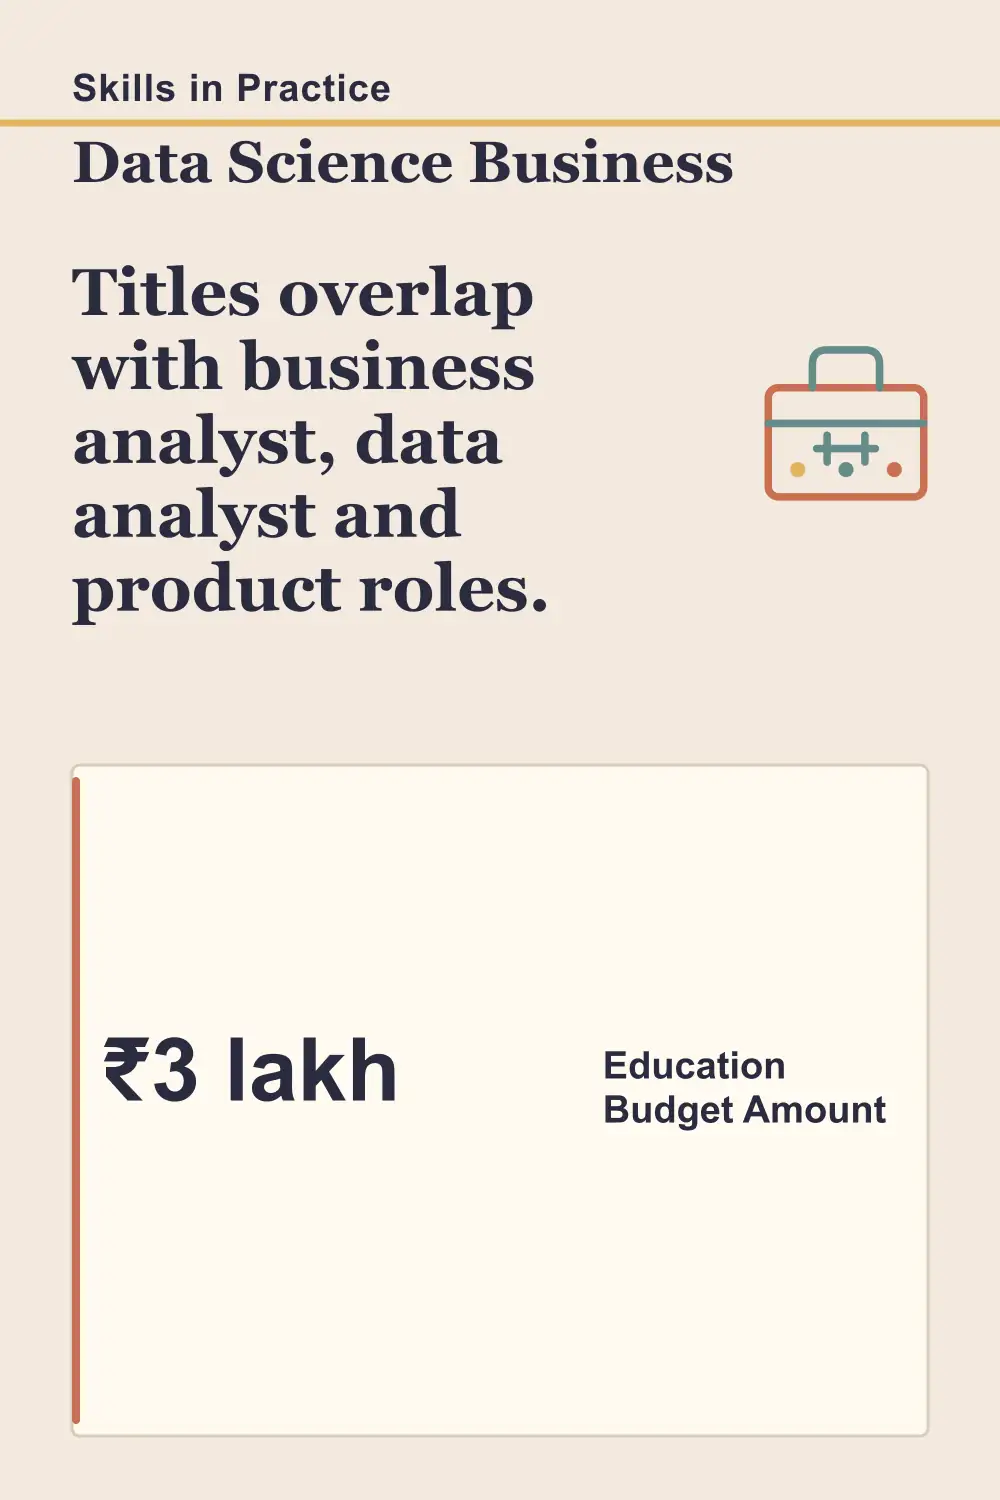 Skills in Practice
Data Science Business
Titles overlap
with business
analyst, data
analyst and
product roles.
₹3 lakh
Education
Budget Amount